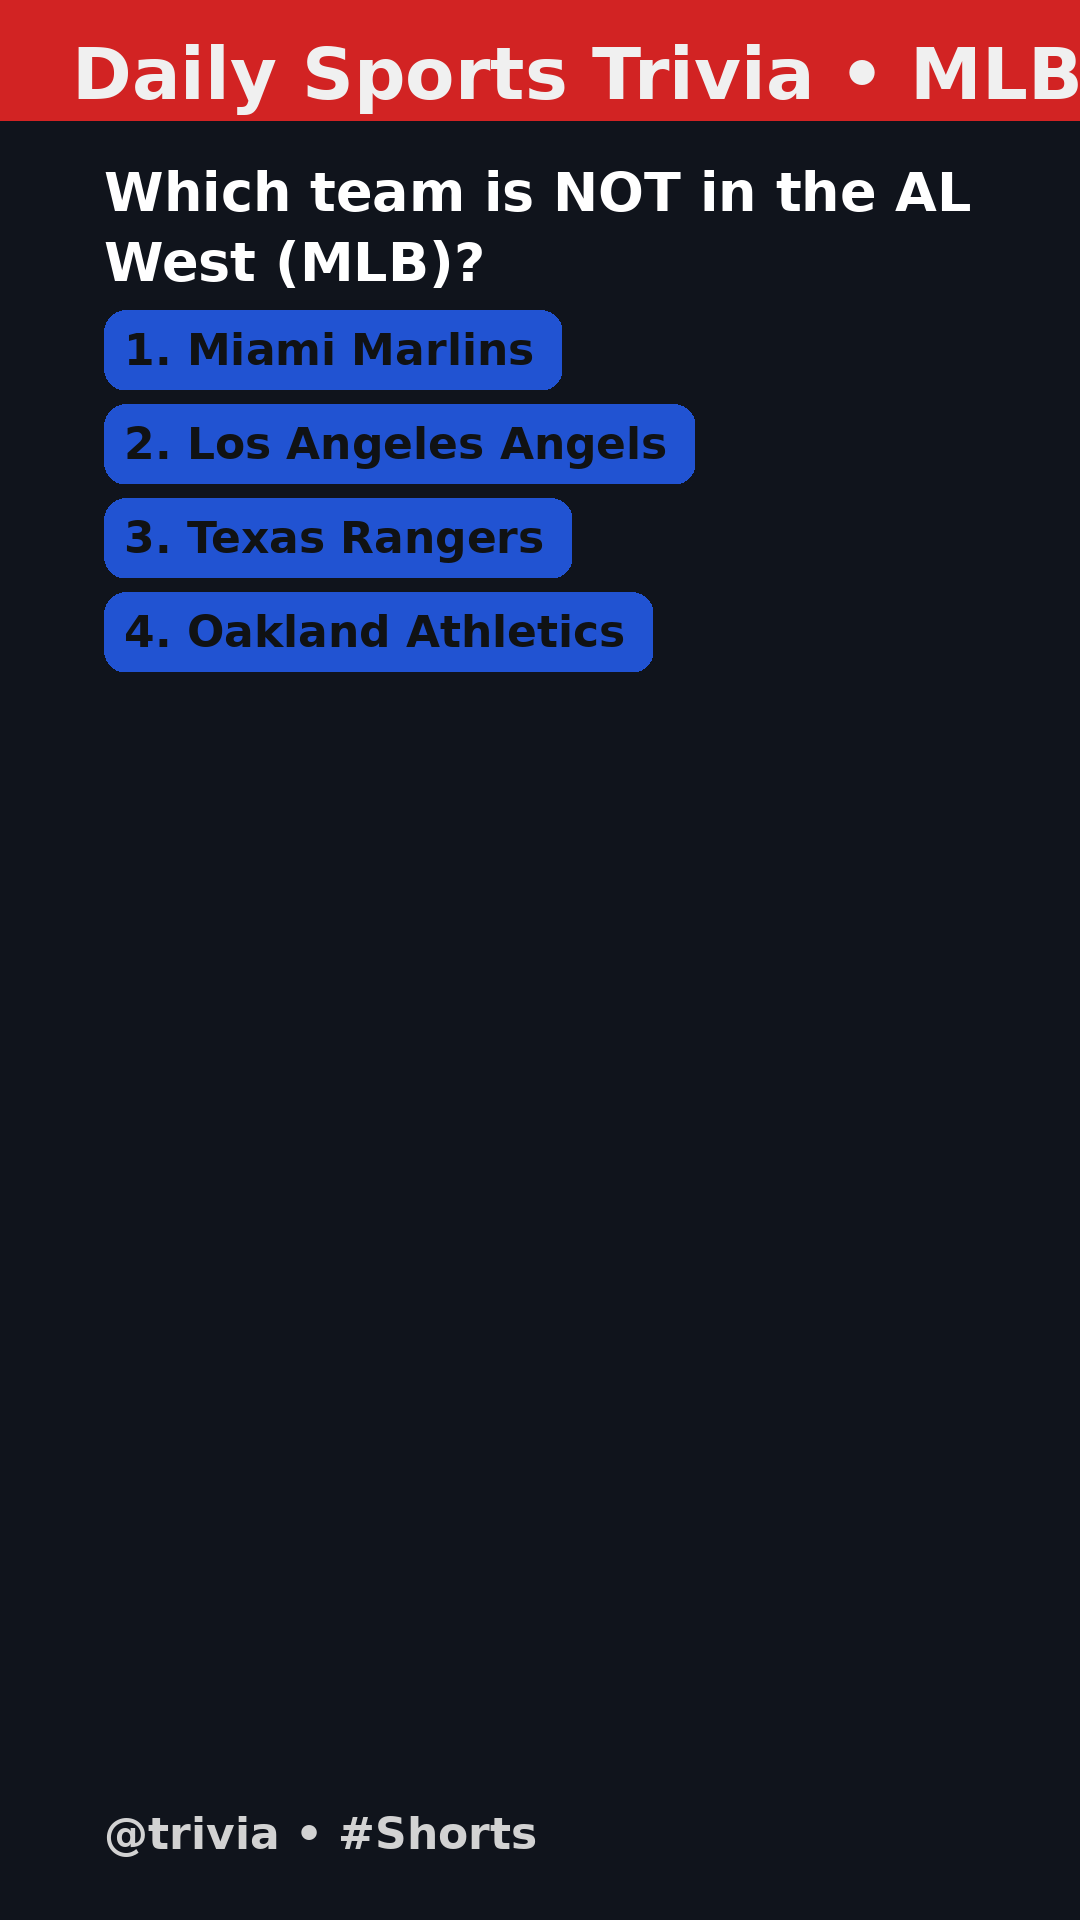 Daily Sports Trivia • MLB
Which team is NOT in the AL
West (MLB)?
1. Miami Marlins
2. Los Angeles Angels
3. Texas Rangers
4. Oakland Athletics
@trivia • #Shorts